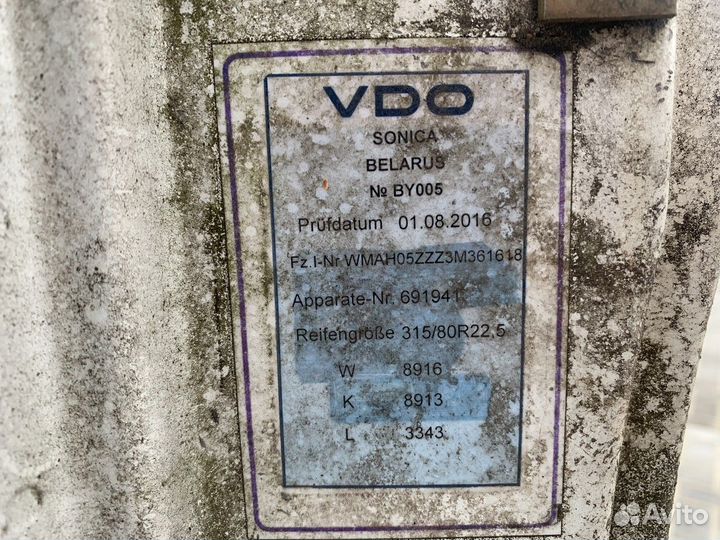 VDO
SONICA
BELARUS
№ BY005
Prüfdatum 01.08.2016
Fz.I-Nr WMAH05ZZZ3M361618
Apparate-Nr. 691941
Reifengröße 315/80R22,5
W 8916
K 8913
L 3343
Avito